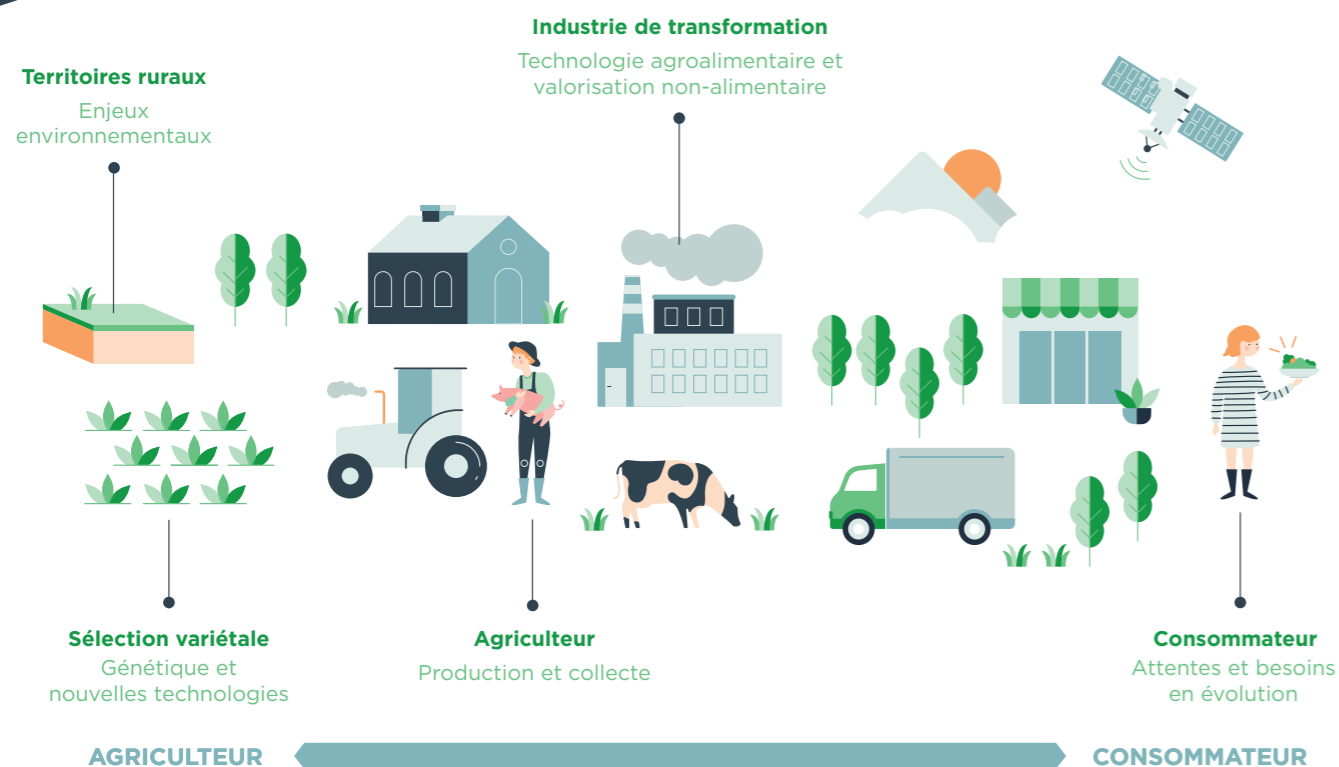 Industrie de transformation
Technologie agroalimentaire et
valorisation non-alimentaire
Territoires ruraux
Enjeux
environnementaux
Sélection variétale
Génétique et
nouvelles technologies
Agriculteur
Production et collecte
Consommateur
Attentes et besoins
en évolution
AGRICULTEUR
CONSOMMATEUR